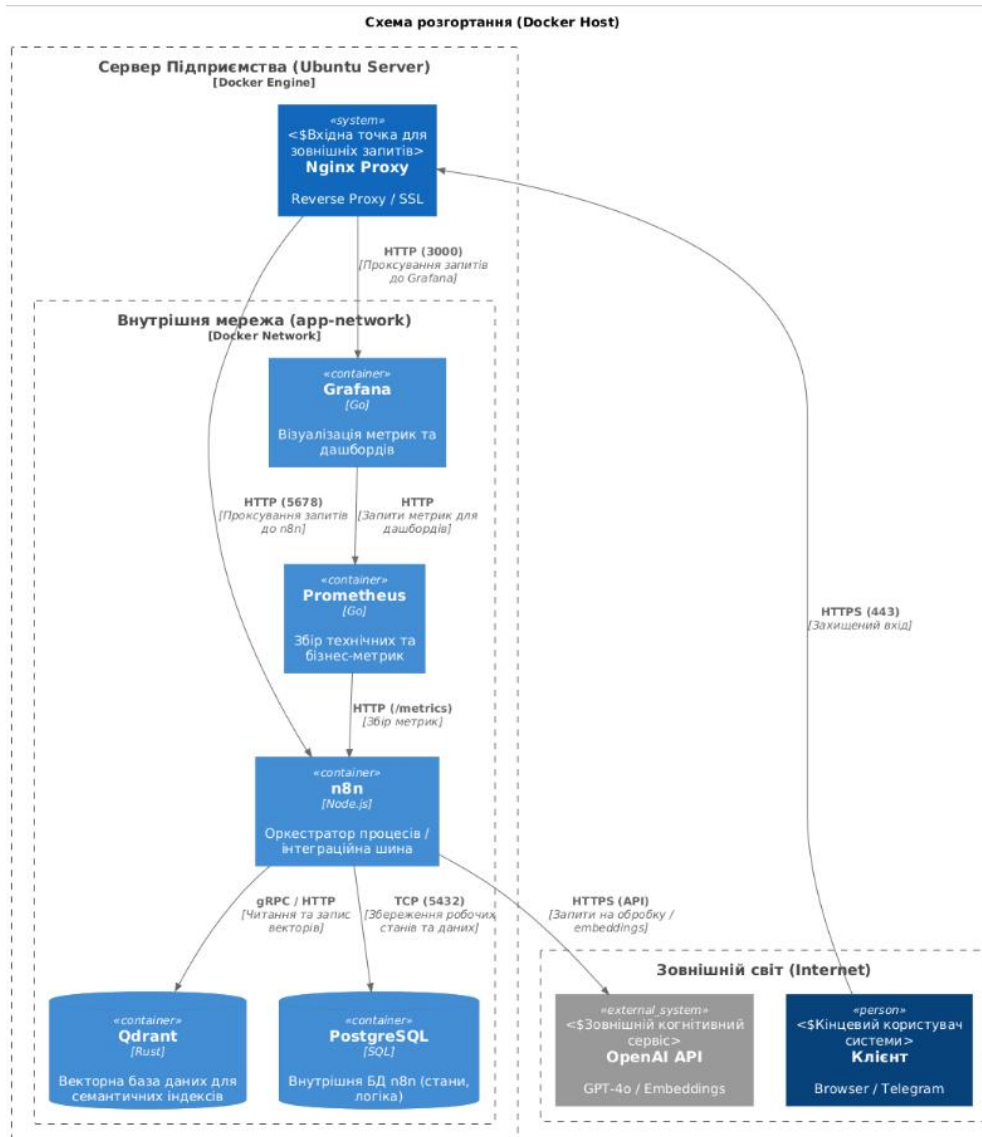 Схема розгортання (Docker Host)
Сервер Підприємства (Ubuntu Server)
[Docker Engine]
«system»
<$Вхідна точка для
зовнішніх запитів>
Nginx Proxy
Reverse Proxy / SSL
HTTP (3000)
[Проксування запитів
до Grafana]
Внутрішня мережа (app-network)
[Docker Network]
«container»
Grafana
[Go]
Візуалізація метрик та
дашбордів
HTTP (5678)
[Проксування запитів
до n8n]
HTTP
[Запити метрик для
дашбордів]
«container»
Prometheus
[Go]
Збір технічних та
бізнес-метрик
HTTPS (443)
[Захищений вхід]
HTTP (/metrics)
[Збір метрик]
«container»
n8n
[Node.js]
Оркестратор процесів /
інтеграційна шина
gRPC / HTTP
[Читання та запис
векторів]
TCP (5432)
[Збереження робочих
станів та даних]
HTTPS (API)
[Запити на обробку /
embeddings]
Зовнішній світ (Internet)
«container»
Qdrant
[Rust]
Векторна база даних для
семантичних індексів
«container»
PostgreSQL
[SQL]
Внутрішня БД n8n (стани,
логіка)
«external_system»
<$Зовнішній когнітивний
сервіс>
OpenAI API
GPT-4o / Embeddings
«person»
<$Кінцевий користувач
системи>
Клієнт
Browser / Telegram